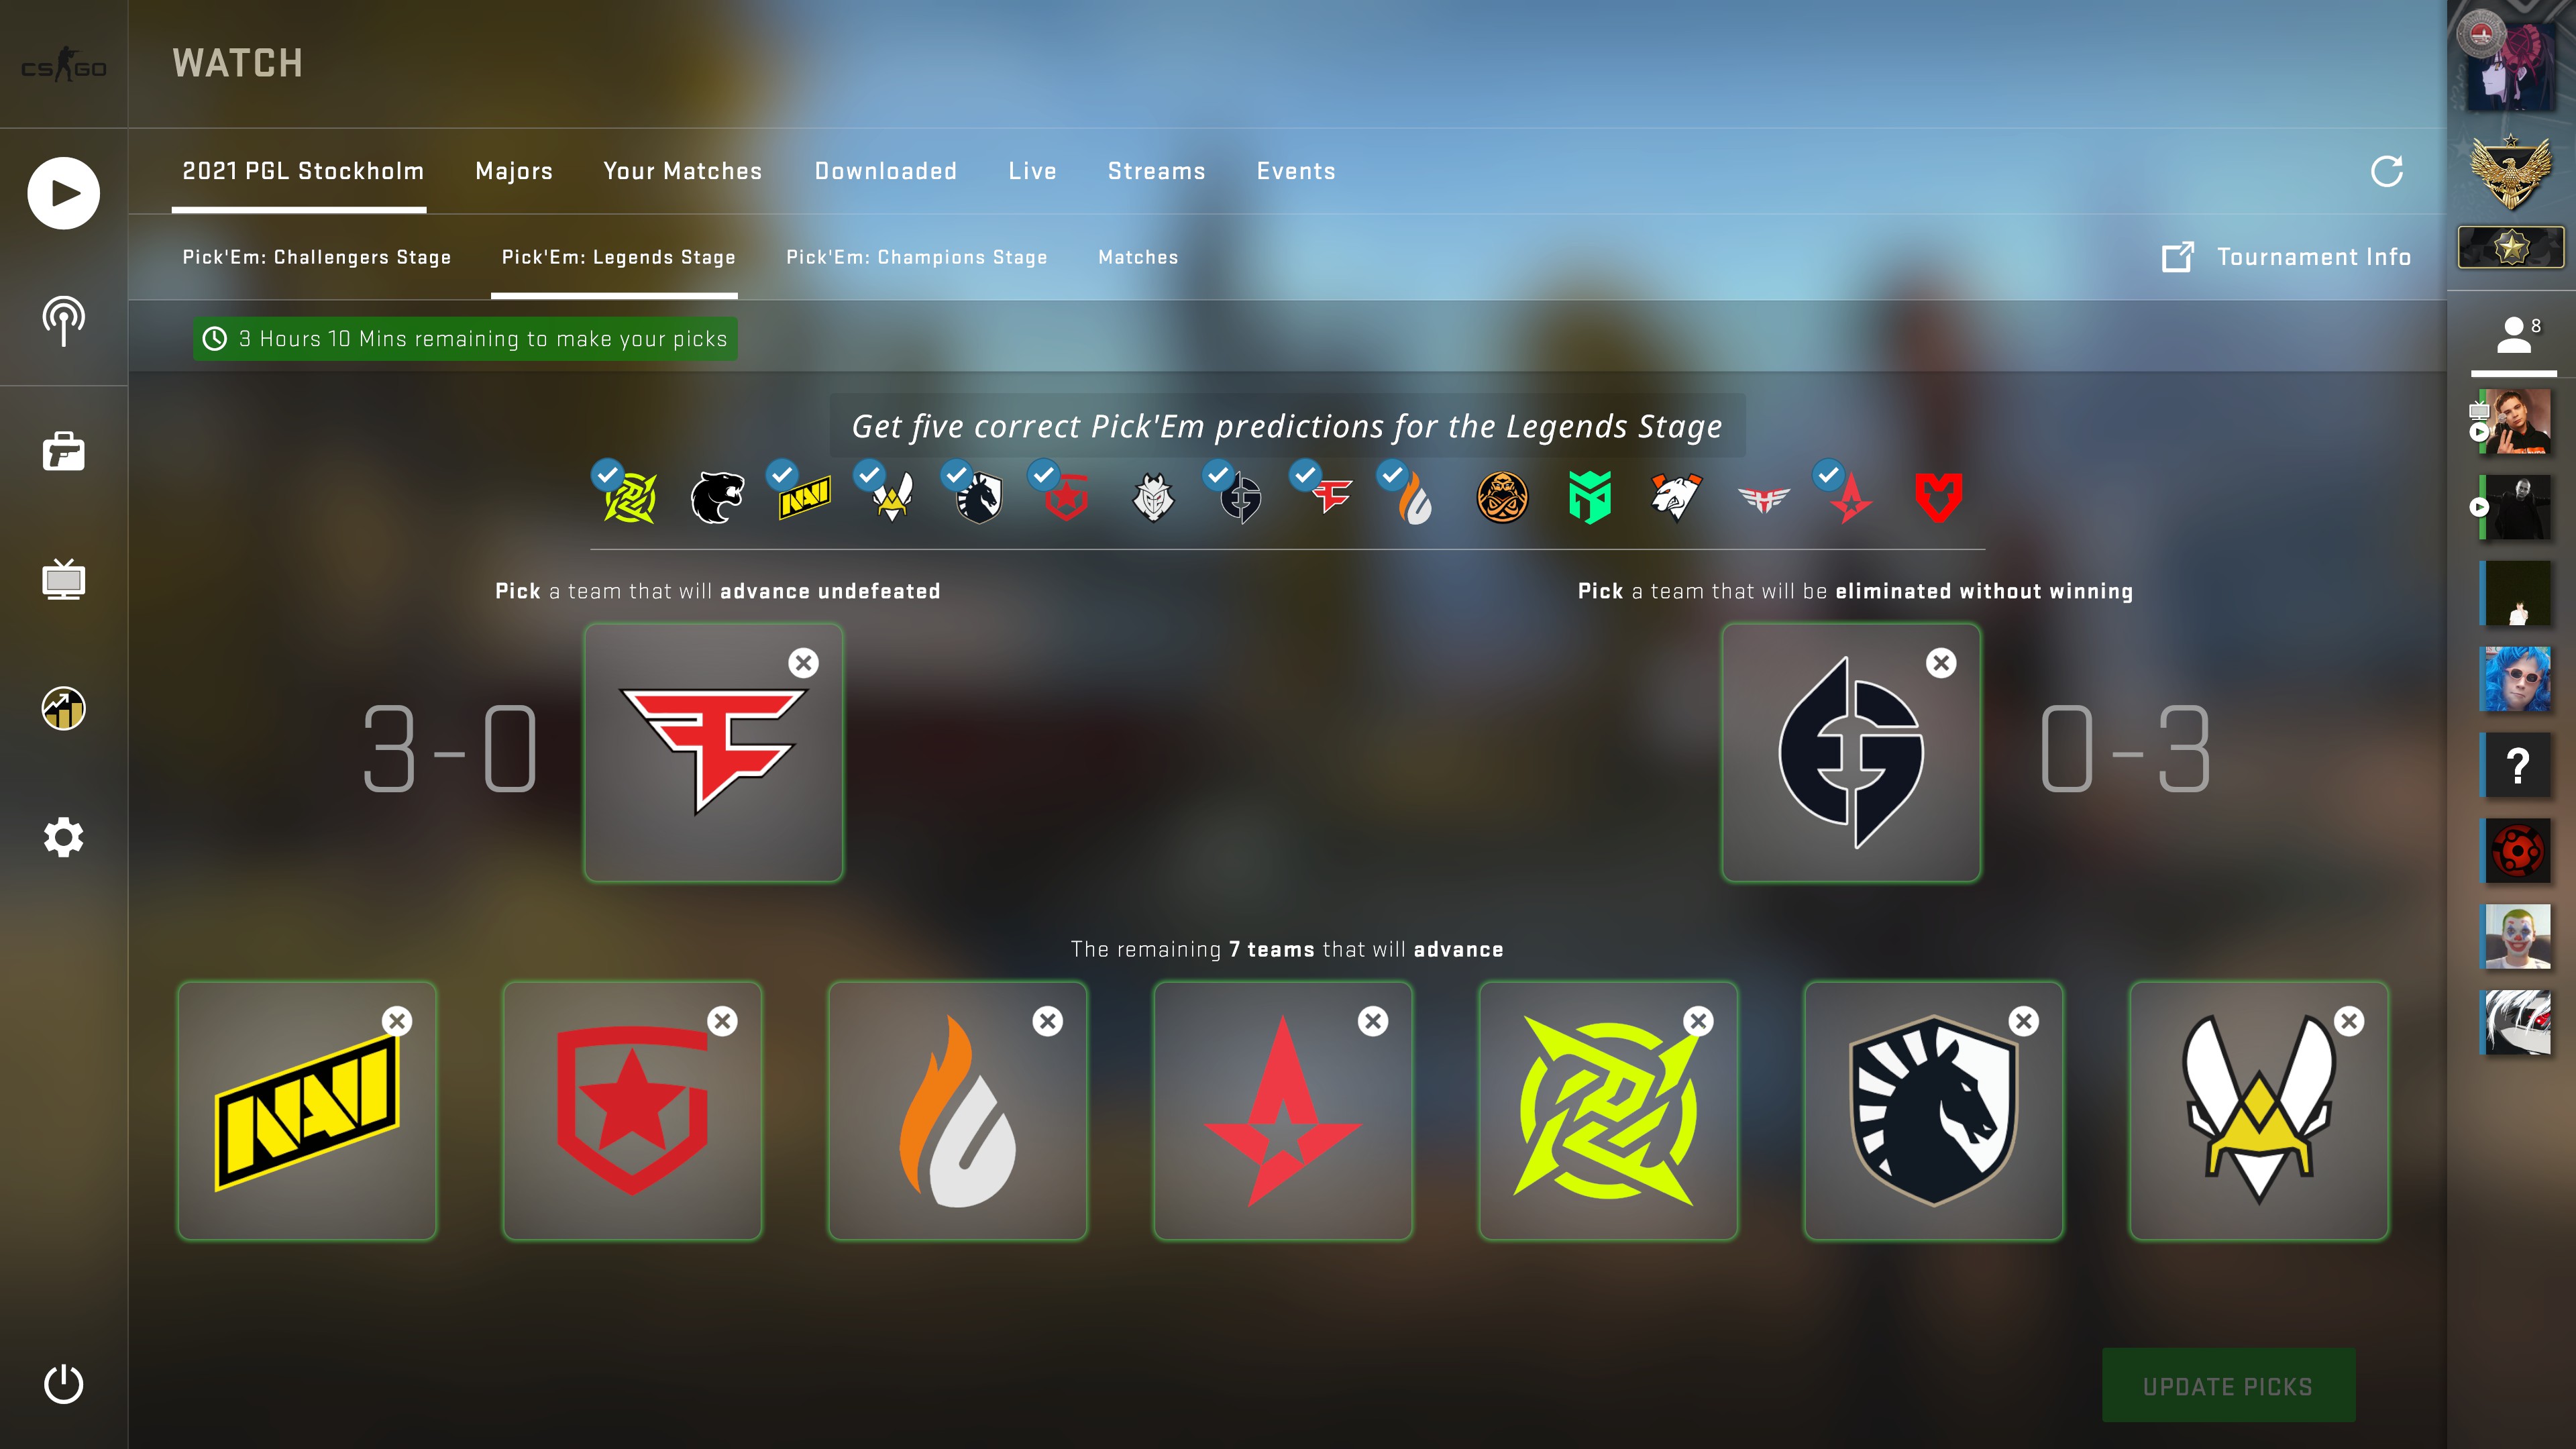 CS GO
WATCH
2021 PGL Stockholm Majors Your Matches Downloaded Live Streams Events
Pick'Em: Challengers Stage Pick'Em: Legends Stage Pick'Em: Champions Stage Matches Tournament Info
3 Hours 10 Mins remaining to make your picks
8
Get five correct Pick'Em predictions for the Legends Stage
NAVI
Pick a team that will advance undefeated
Pick a team that will be eliminated without winning
3-0
0-3
?
The remaining 7 teams that will advance
NAVI
UPDATE PICKS